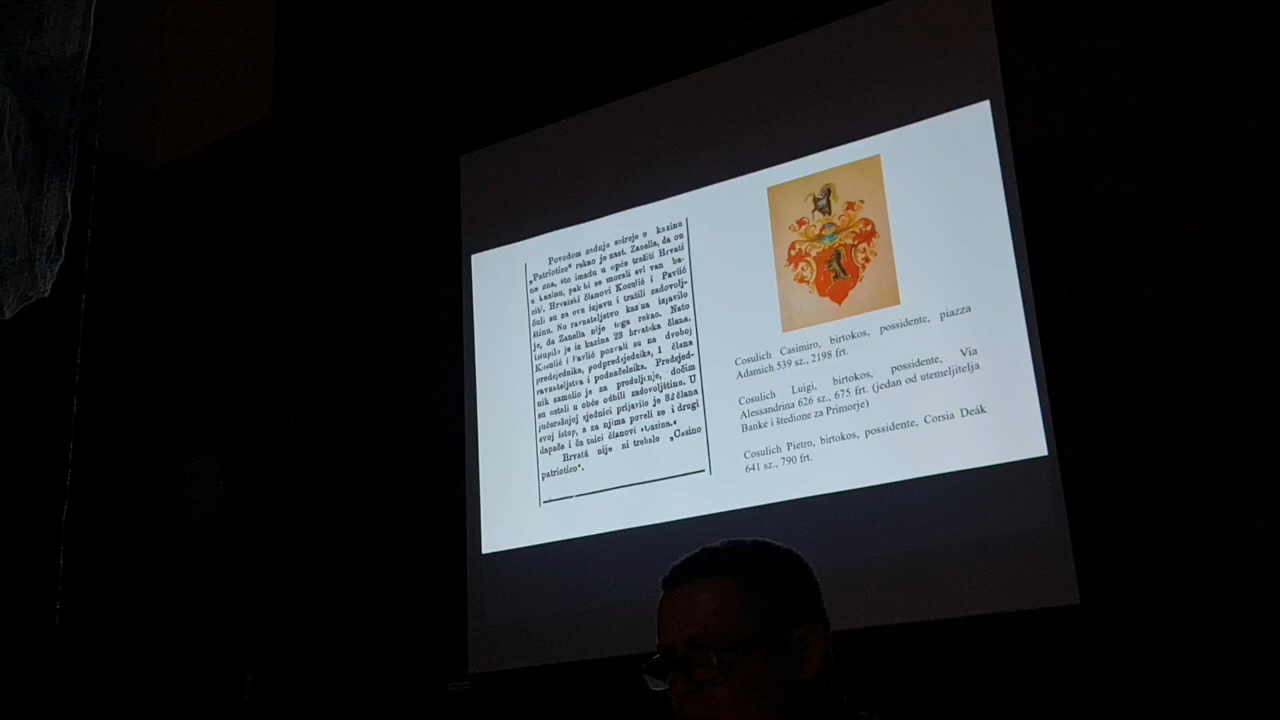 Povodom zadnje soireje u kazinu
„Patriotico“ rekao je zast. Zanella, da on
ne zna, što imadu u opće tražiti Hrvati
u kazinu, pak bi se morali svi van ba-
citi. Hrvatski članovi Kozulić i Pavlić
čuli su za ovu izjavu i tražili zadovolj-
štinu. No ravnateljstvo kazina izjavilo
je, da Zanella nije toga rekao. Nato
istupilo je iz kazina 23 hrvatska člana.
Kozulić i Pavlić pozvali su na dvoboj
predsjednika, podpredsjednika, 1 člana
ravnateljstva i podnačelnika. Predsjed-
nik zamolio je za produljenje, dočim
su ostali u obće odbili zadovoljštinu. U
jučerašnjoj sjednici prijavilo je 32 člana
svoj istup, a za njima poveli se i drugi
dapače i članovi »Casina.«
Hrvatā nije ni trebalo „Casino
patriotico“.
Cosulich Casimiro, birtokos, possidente, piazza
Adamich 539 sz., 2198 frt.
Cosulich Luigi, birtokos, possidente, Via
Alessandrina 626 sz., 675 frt. (jedan od utemeljitelja
Banke i štedione za Primorje)
Cosulich Pietro, birtokos, possidente, Corsia Deák
641 sz., 790 frt.